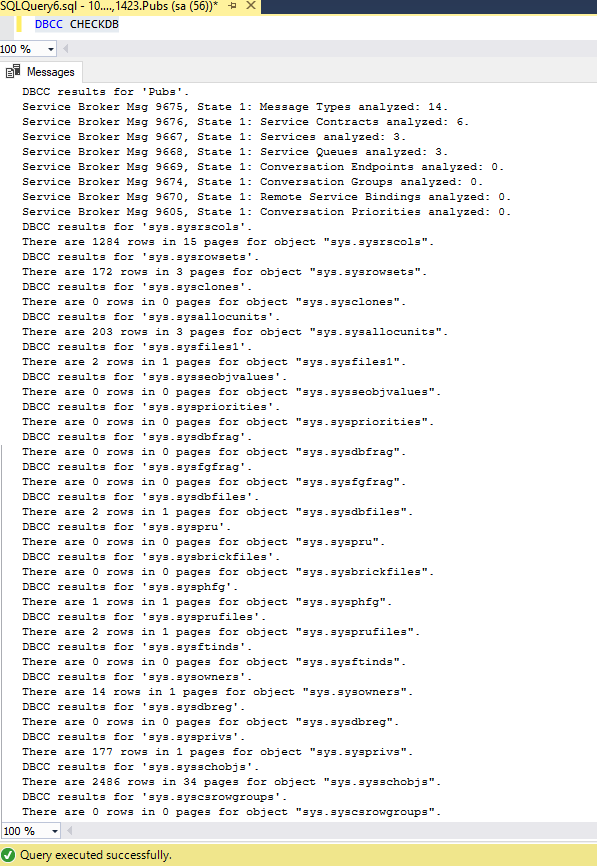 SQLQuery6.sql - 10....,1423.Pubs (sa (56))*
DBCC CHECKDB
100 %
Messages
DBCC results for 'Pubs'.
Service Broker Msg 9675, State 1: Message Types analyzed: 14.
Service Broker Msg 9676, State 1: Service Contracts analyzed: 6.
Service Broker Msg 9667, State 1: Services analyzed: 3.
Service Broker Msg 9668, State 1: Service Queues analyzed: 3.
Service Broker Msg 9669, State 1: Conversation Endpoints analyzed: 0.
Service Broker Msg 9674, State 1: Conversation Groups analyzed: 0.
Service Broker Msg 9670, State 1: Remote Service Bindings analyzed: 0.
Service Broker Msg 9605, State 1: Conversation Priorities analyzed: 0.
DBCC results for 'sys.sysrscols'.
There are 1284 rows in 15 pages for object "sys.sysrscols".
DBCC results for 'sys.sysrowsets'.
There are 172 rows in 3 pages for object "sys.sysrowsets".
DBCC results for 'sys.sysclones'.
There are 0 rows in 0 pages for object "sys.sysclones".
DBCC results for 'sys.sysallocunits'.
There are 203 rows in 3 pages for object "sys.sysallocunits".
DBCC results for 'sys.sysfiles1'.
There are 2 rows in 1 pages for object "sys.sysfiles1".
DBCC results for 'sys.sysseobjvalues'.
There are 0 rows in 0 pages for object "sys.sysseobjvalues".
DBCC results for 'sys.syspriorities'.
There are 0 rows in 0 pages for object "sys.syspriorities".
DBCC results for 'sys.sysdbfrag'.
There are 0 rows in 0 pages for object "sys.sysdbfrag".
DBCC results for 'sys.sysfgfrag'.
There are 0 rows in 0 pages for object "sys.sysfgfrag".
DBCC results for 'sys.sysdbfiles'.
There are 2 rows in 1 pages for object "sys.sysdbfiles".
DBCC results for 'sys.syspru'.
There are 0 rows in 0 pages for object "sys.syspru".
DBCC results for 'sys.sysbrickfiles'.
There are 0 rows in 0 pages for object "sys.sysbrickfiles".
DBCC results for 'sys.sysphfg'.
There are 1 rows in 1 pages for object "sys.sysphfg".
DBCC results for 'sys.sysprufiles'.
There are 2 rows in 1 pages for object "sys.sysprufiles".
DBCC results for 'sys.sysftinds'.
There are 0 rows in 0 pages for object "sys.sysftinds".
DBCC results for 'sys.sysowners'.
There are 14 rows in 1 pages for object "sys.sysowners".
DBCC results for 'sys.sysdbreg'.
There are 0 rows in 0 pages for object "sys.sysdbreg".
DBCC results for 'sys.sysprivs'.
There are 177 rows in 1 pages for object "sys.sysprivs".
DBCC results for 'sys.sysschobjs'.
There are 2486 rows in 34 pages for object "sys.sysschobjs".
DBCC results for 'sys.syscsrowgroups'.
There are 0 rows in 0 pages for object "sys.syscsrowgroups".
100 %
Query executed successfully.